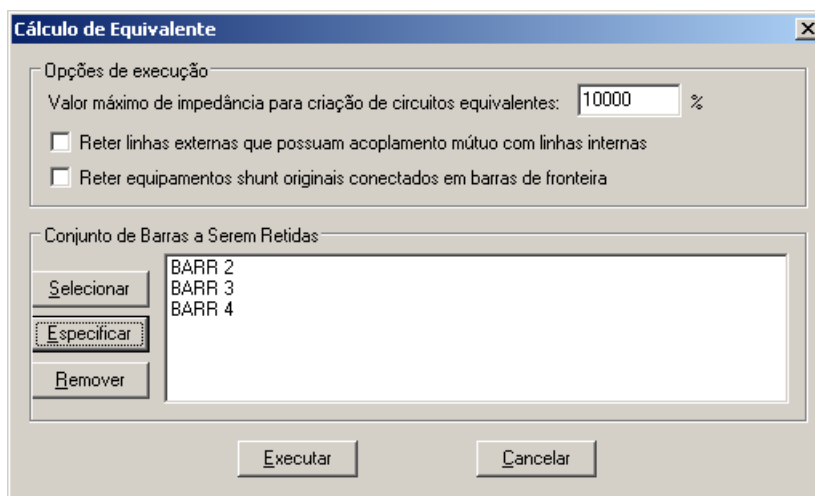 Cálculo de Equivalente
Opções de execução
Valor máximo de impedância para criação de circuitos equivalentes: 10000 %
Reter linhas externas que possuam acoplamento mútuo com linhas internas
Reter equipamentos shunt originais conectados em barras de fronteira
Conjunto de Barras a Serem Retidas
Selecionar
Especificar
Remover
BARR 2
BARR 3
BARR 4
Executar
Cancelar